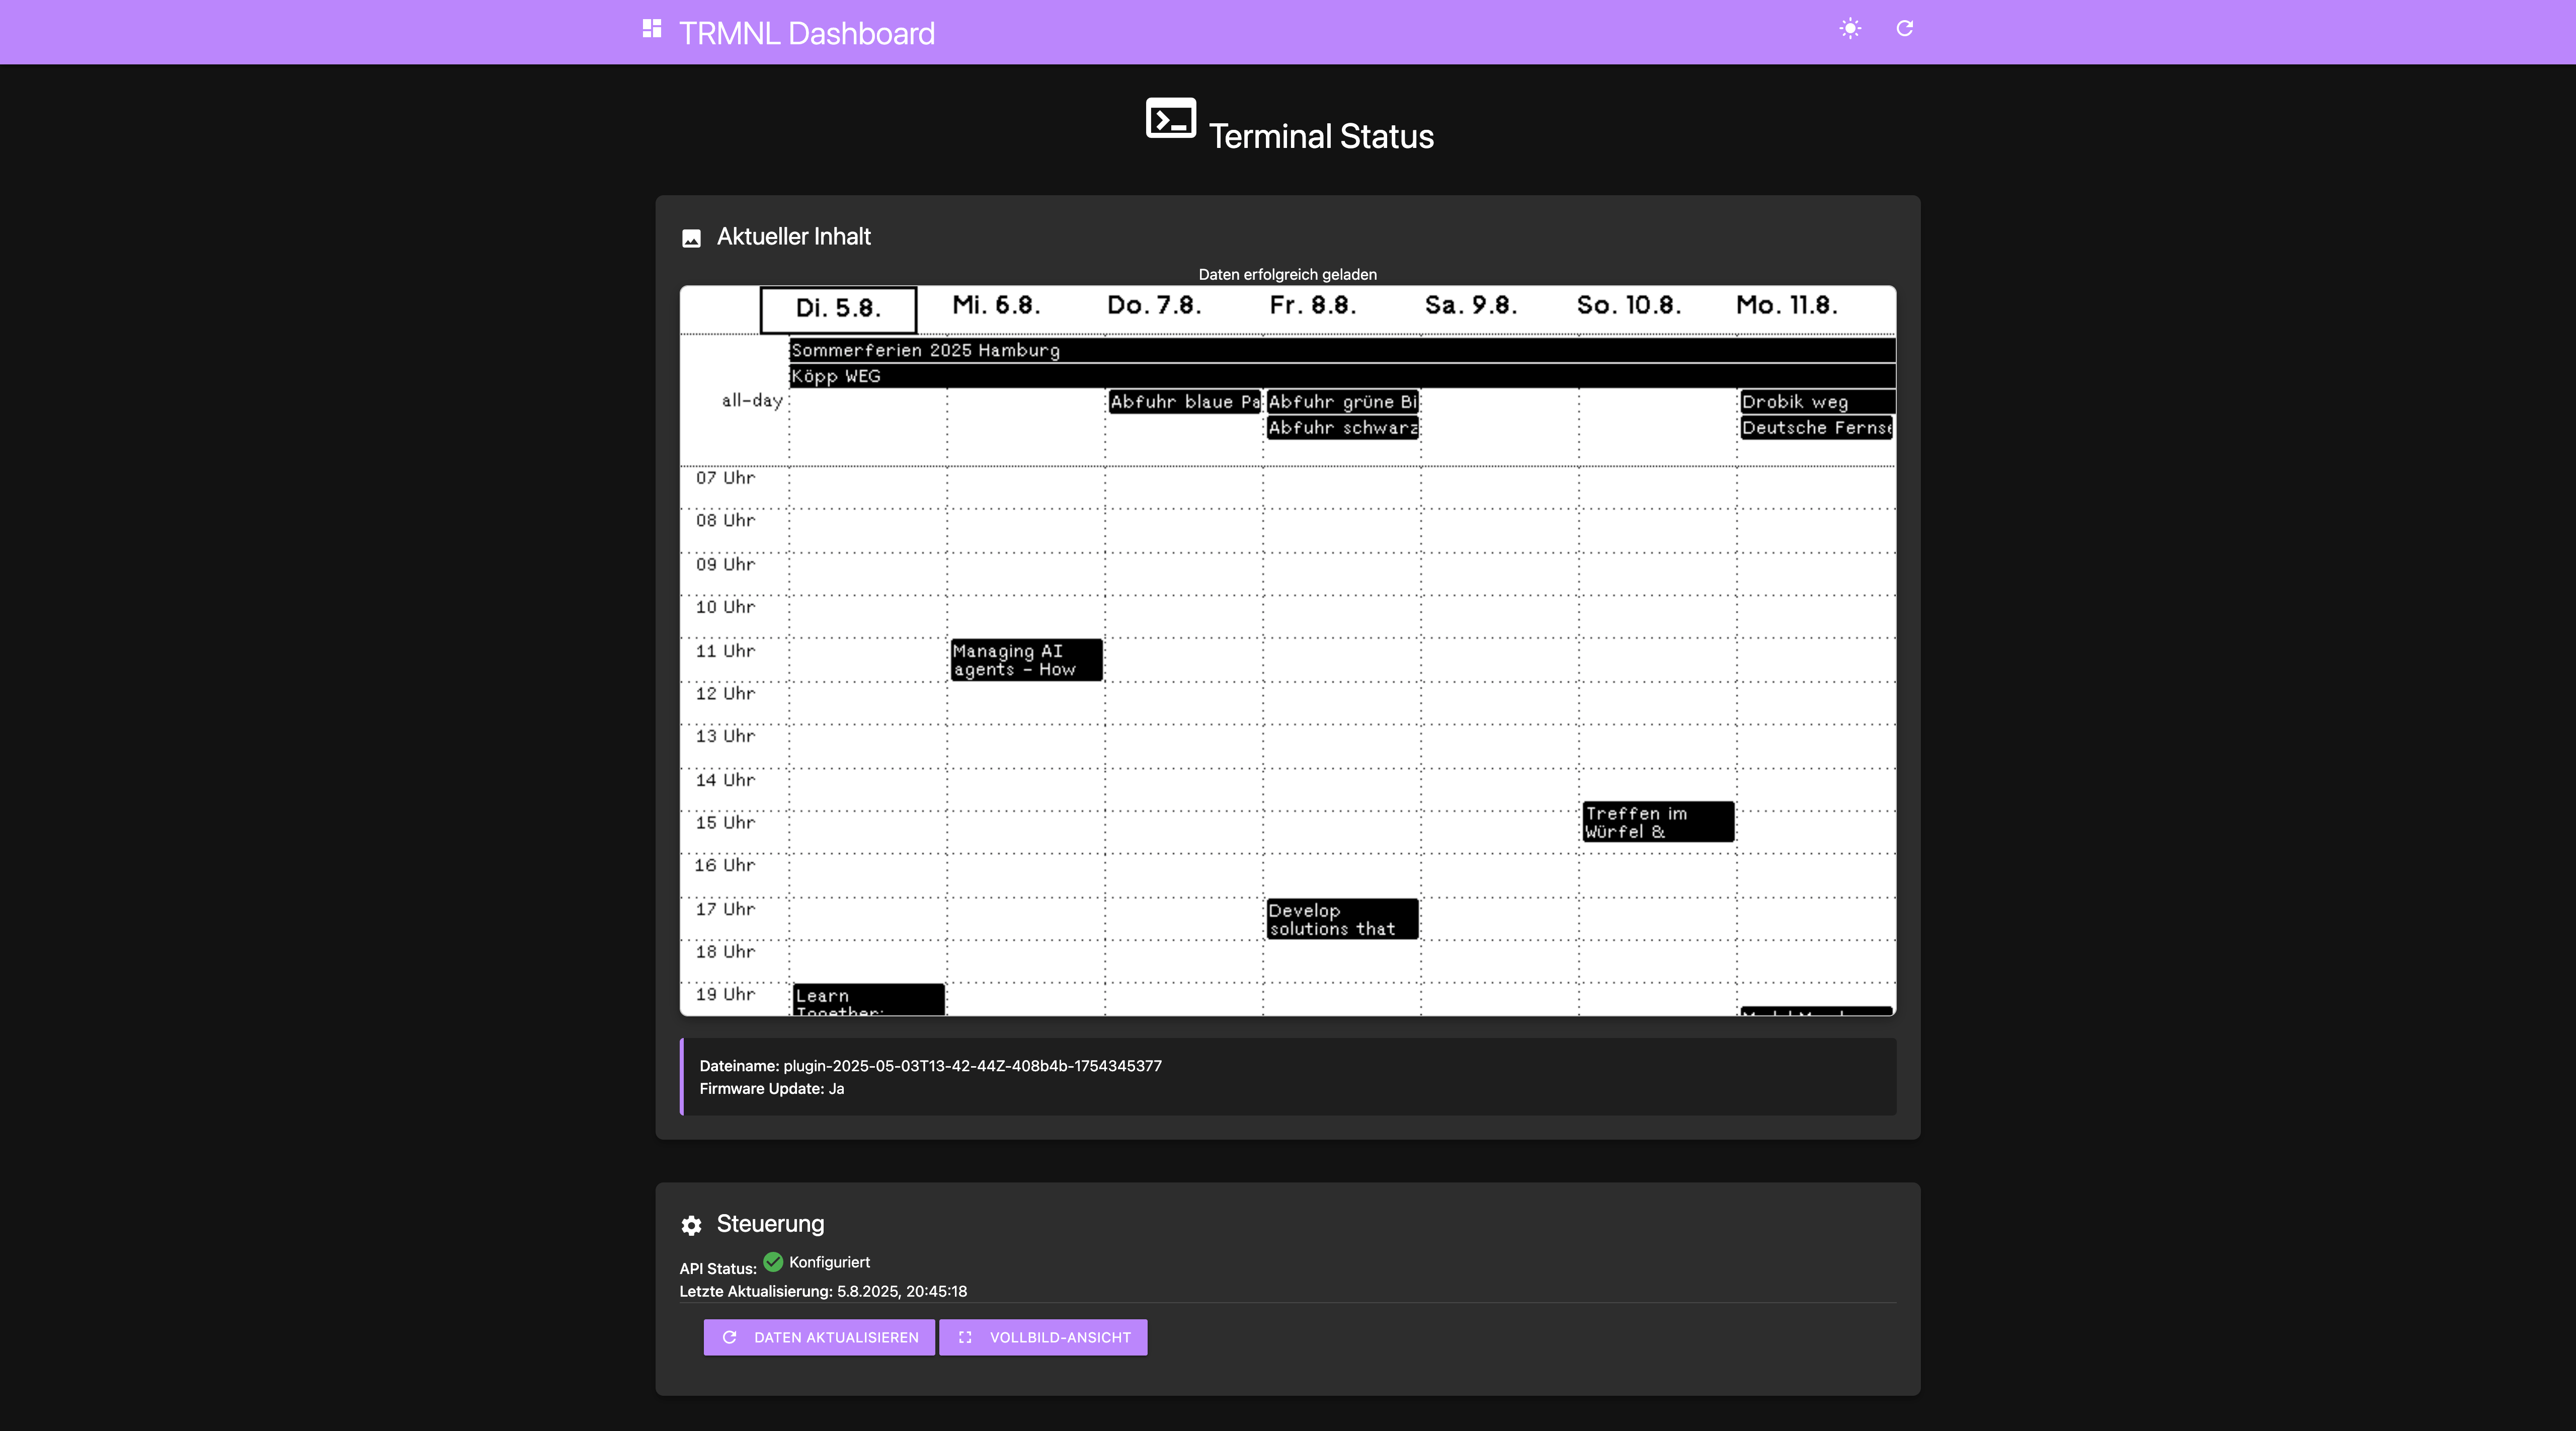 TRMNL Dashboard
Terminal Status
Aktueller Inhalt
Daten erfolgreich geladen
Di. 5.8. Mi. 6.8. Do. 7.8. Fr. 8.8. Sa. 9.8. So. 10.8. Mo. 11.8.
Sommerferien 2025 Hamburg
Köpp WEG
all-day Abfuhr blaue Pa Abfuhr grüne Bi Drobik weg
Abfuhr schwarz Deutsche Fernse
07 Uhr
08 Uhr
09 Uhr
10 Uhr
11 Uhr Managing AI
agents – How
12 Uhr
13 Uhr
14 Uhr
Treffen im
15 Uhr Würfel &
16 Uhr
17 Uhr Develop
solutions that
18 Uhr
19 Uhr Learn
Together:
Dateiname: plugin-2025-05-03T13-42-44Z-408b4b-1754345377
Firmware Update: Ja
Steuerung
API Status: Konfiguriert
Letzte Aktualisierung: 5.8.2025, 20:45:18
DATEN AKTUALISIEREN VOLLBILD-ANSICHT